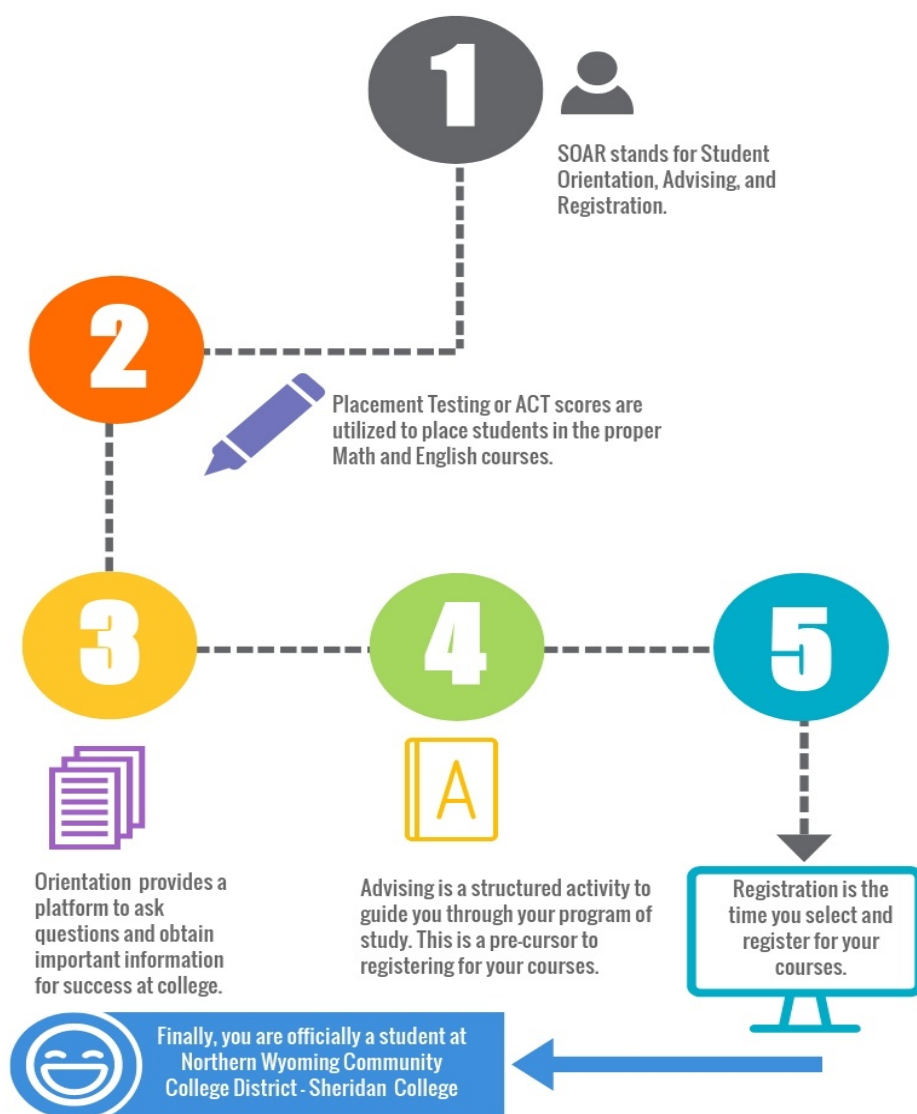 1
SOAR stands for Student
Orientation, Advising, and
Registration.
2
Placement Testing or ACT scores are
utilized to place students in the proper
Math and English courses.
3
4
5
A
Orientation provides a
platform to ask
questions and obtain
important information
for success at college.
Advising is a structured activity to
guide you through your program of
study. This is a pre-cursor to
registering for your courses.
Registration is the
time you select and
register for your
courses.
Finally, you are officially a student at
Northern Wyoming Community
College District - Sheridan College